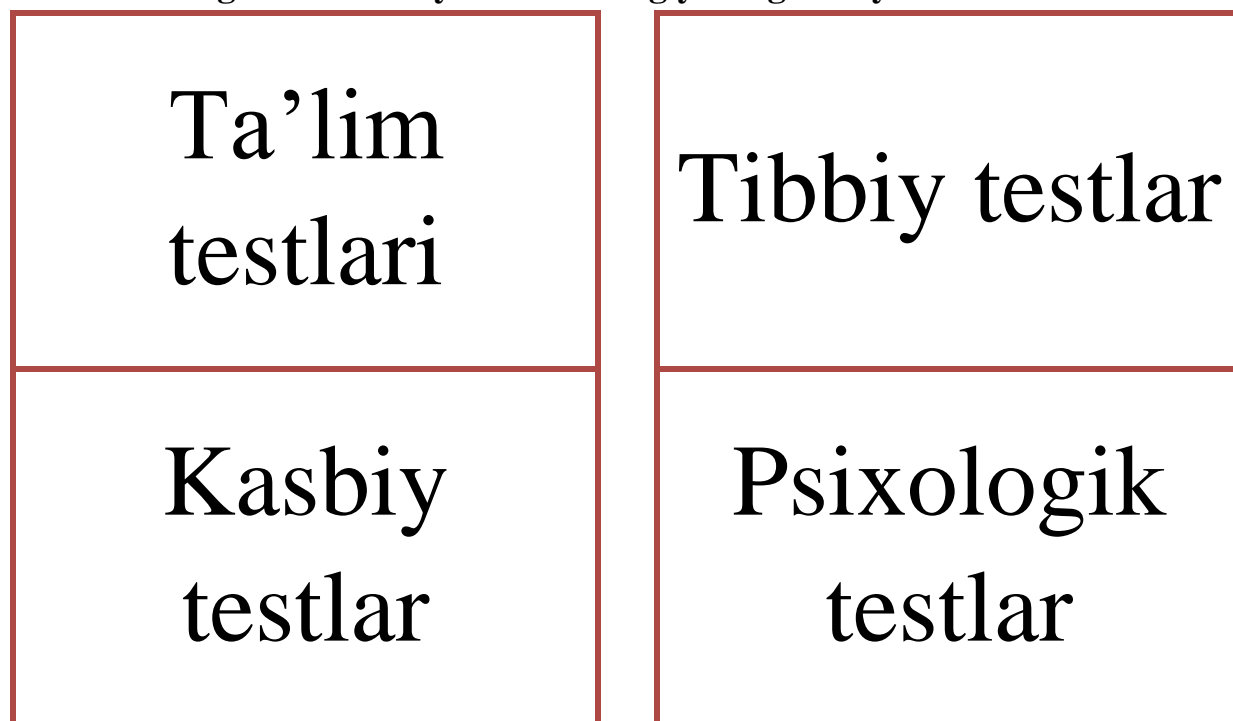 Ta’lim
testlari
Tibbiy testlar
Kasbiy
testlar
Psixologik
testlar